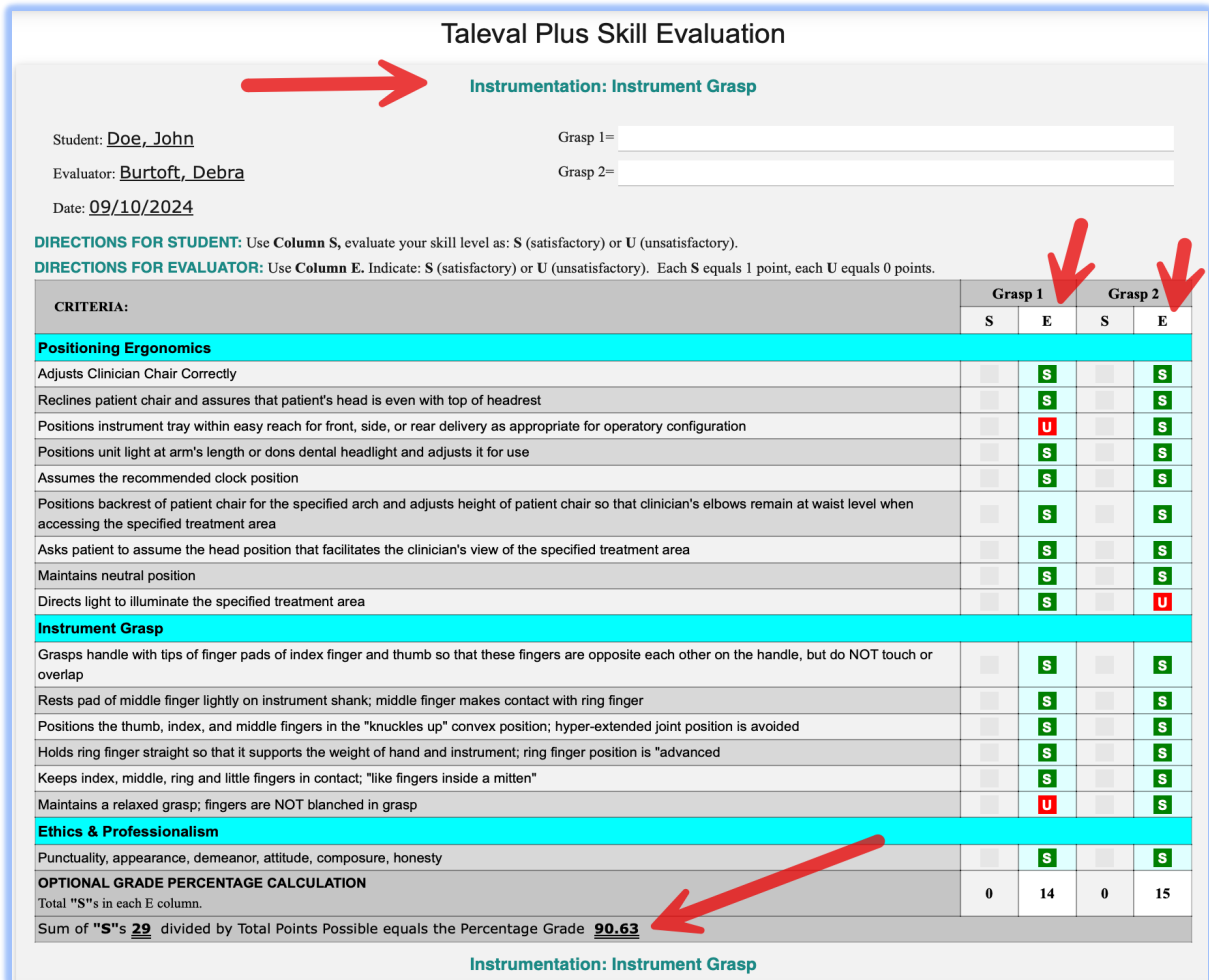 Taleval Plus Skill Evaluation
Instrumentation: Instrument Grasp
Student: Doe, John
Grasp 1=
Evaluator: Burtoft, Debra
Grasp 2=
Date: 09/10/2024
DIRECTIONS FOR STUDENT: Use Column S, evaluate your skill level as: S (satisfactory) or U (unsatisfactory).
DIRECTIONS FOR EVALUATOR: Use Column E. Indicate: S (satisfactory) or U (unsatisfactory). Each S equals 1 point, each U equals 0 points.
CRITERIA: Grasp 1 Grasp 2
S E S E
Positioning Ergonomics
Adjusts Clinician Chair Correctly S S
Reclines patient chair and assures that patient's head is even with top of headrest S S
Positions instrument tray within easy reach for front, side, or rear delivery as appropriate for operatory configuration U S
Positions unit light at arm's length or dons dental headlight and adjusts it for use S S
Assumes the recommended clock position S S
Positions backrest of patient chair for the specified arch and adjusts height of patient chair so that clinician's elbows remain at waist level when
accessing the specified treatment area S S
Asks patient to assume the head position that facilitates the clinician's view of the specified treatment area S S
Maintains neutral position S S
Directs light to illuminate the specified treatment area S U
Instrument Grasp
Grasps handle with tips of finger pads of index finger and thumb so that these fingers are opposite each other on the handle, but do NOT touch or
overlap S S
Rests pad of middle finger lightly on instrument shank; middle finger makes contact with ring finger S S
Positions the thumb, index, and middle fingers in the "knuckles up" convex position; hyper-extended joint position is avoided S S
Holds ring finger straight so that it supports the weight of hand and instrument; ring finger position is "advanced S S
Keeps index, middle, ring and little fingers in contact; "like fingers inside a mitten" S S
Maintains a relaxed grasp; fingers are NOT blanched in grasp U S
Ethics & Professionalism
Punctuality, appearance, demeanor, attitude, composure, honesty S S
OPTIONAL GRADE PERCENTAGE CALCULATION
Total "S"s in each E column. 0 14 0 15
Sum of "S"s 29 divided by Total Points Possible equals the Percentage Grade 90.63
Instrumentation: Instrument Grasp